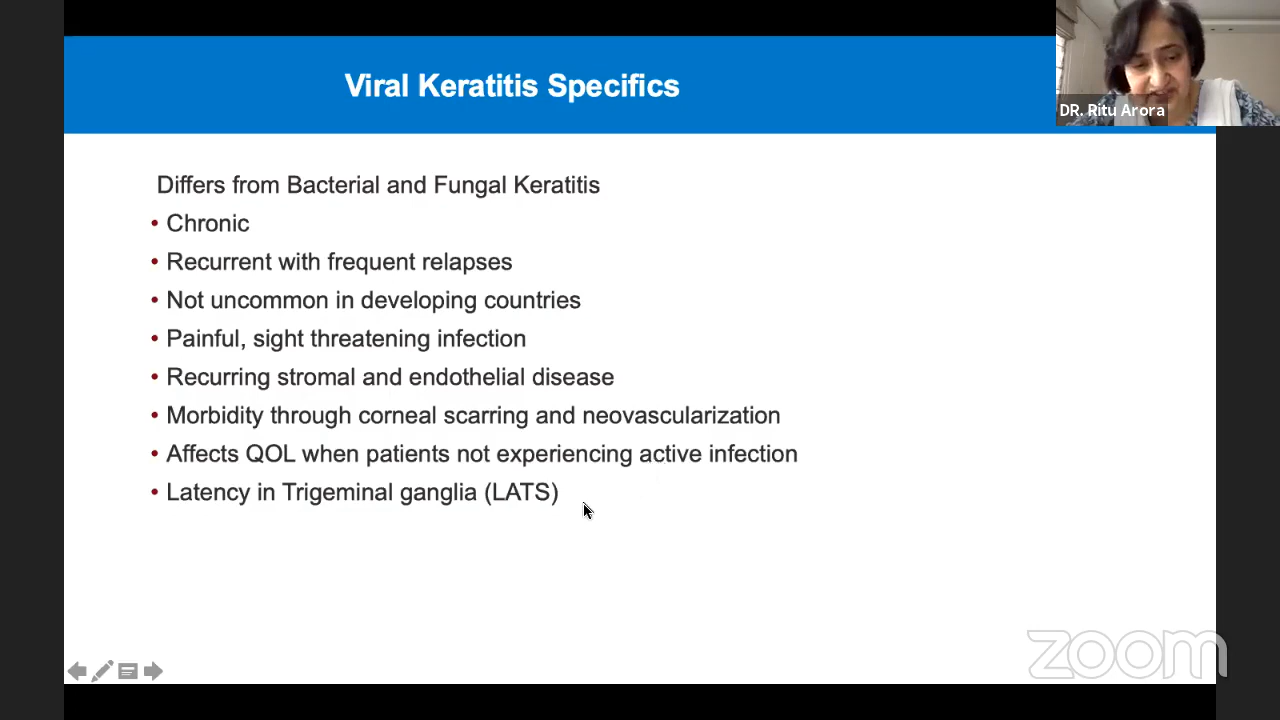 Viral Keratitis Specifics
DR. Ritu Arora
Differs from Bacterial and Fungal Keratitis
• Chronic
• Recurrent with frequent relapses
• Not uncommon in developing countries
• Painful, sight threatening infection
• Recurring stromal and endothelial disease
• Morbidity through corneal scarring and neovascularization
• Affects QOL when patients not experiencing active infection
• Latency in Trigeminal ganglia (LATS)
zoom